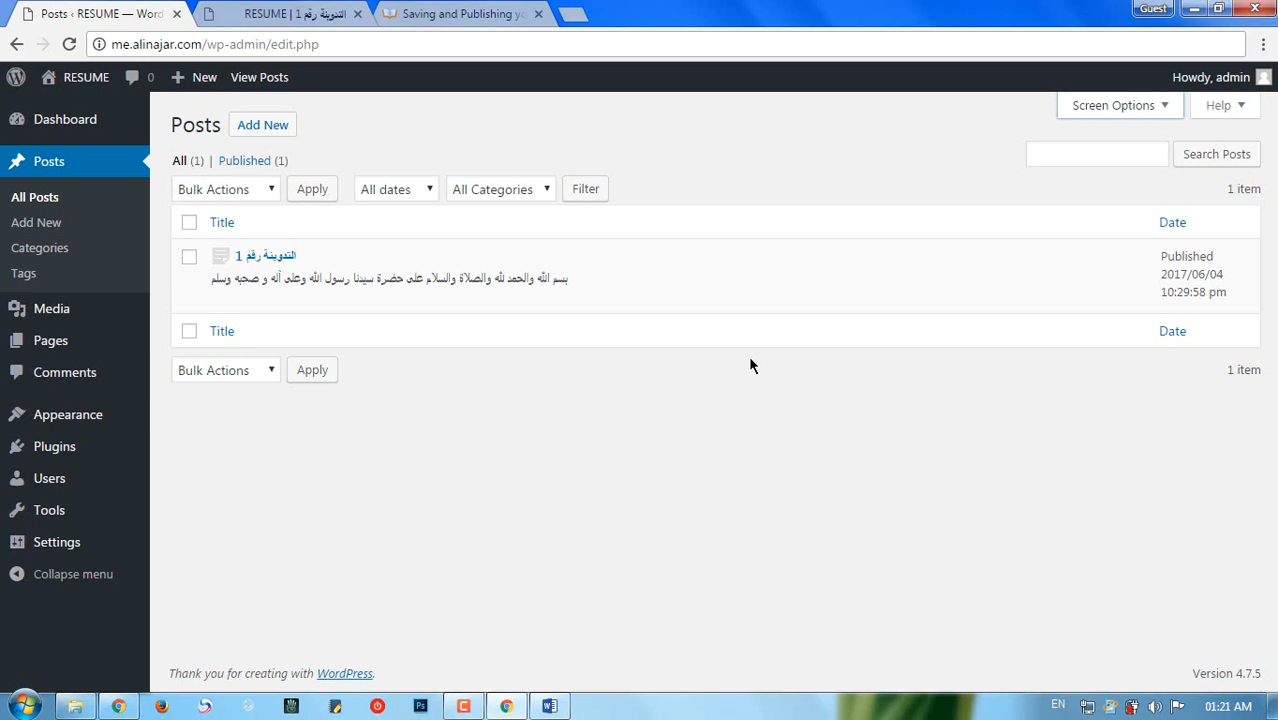 Posts ‹ RESUME — Word
RESUME | التدوينة رقم 1
Saving and Publishing yo
Guest
me.alinajar.com/wp-admin/edit.php
RESUME
0
New
View Posts
Howdy, admin
Dashboard
Posts
All Posts
Add New
Categories
Tags
Media
Pages
Comments
Appearance
Plugins
Users
Tools
Settings
Collapse menu
Screen Options
Help
Posts
Add New
All (1) | Published (1)
Search Posts
Bulk Actions
Apply
All dates
All Categories
Filter
1 item
Title
Date
التدوينة رقم 1
بسم الله والحمد لله والصلاة والسلام على حضرة سيدنا رسول الله وعلى آله و صحبه وسلم
Published
2017/06/04
10:29:58 pm
Title
Date
Bulk Actions
Apply
1 item
Thank you for creating with WordPress.
Version 4.7.5
Ps
EN
01:21 AM